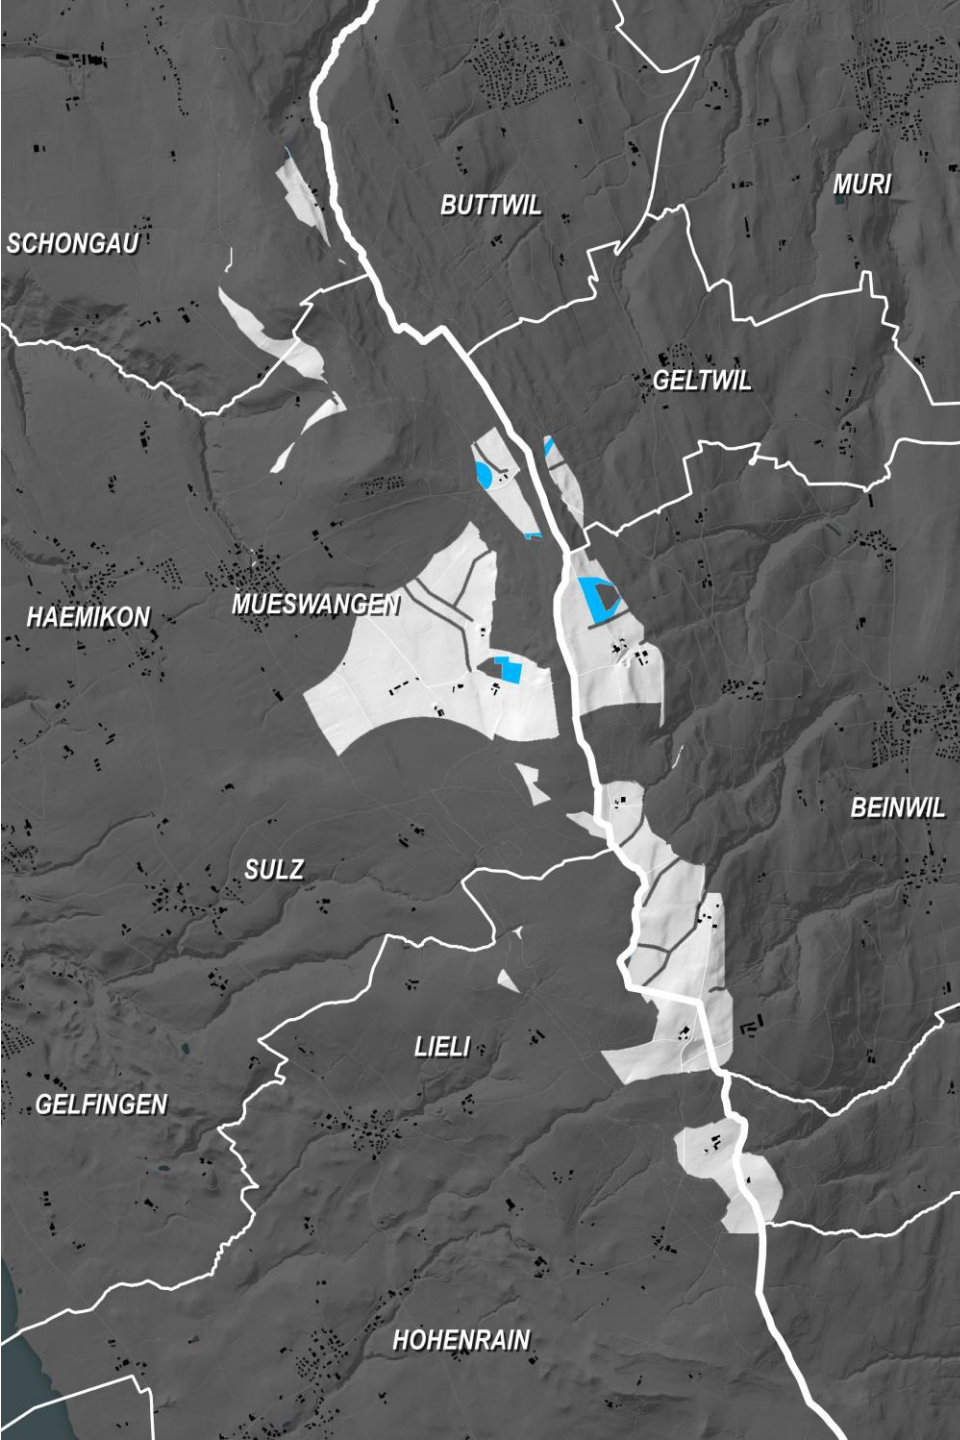 MURI
BUTTWIL
SCHONGAU
GELTWIL
MUESWANGEN
HAEMIKON
BEINWIL
SULZ
LIELI
GELFINGEN
HOHENRAIN